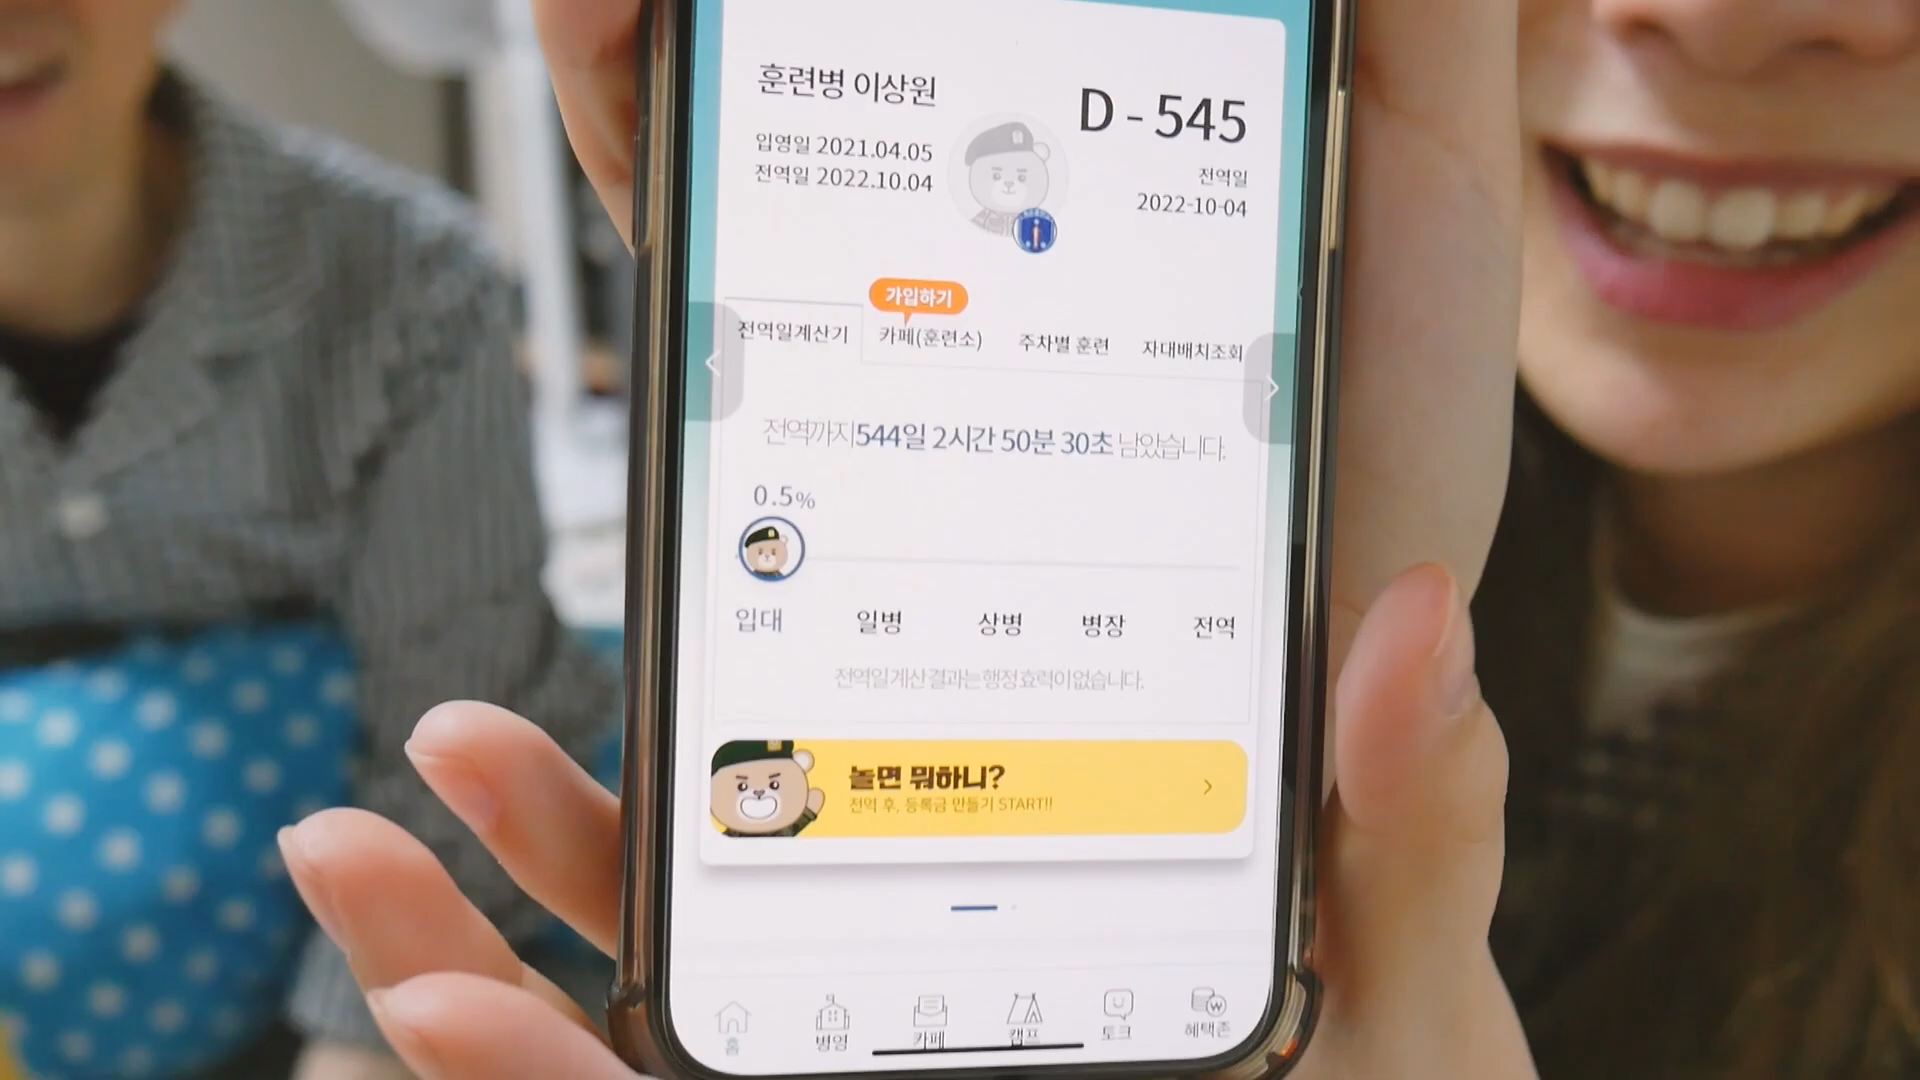 훈련병 이상원
입영일 2021.04.05
전역일 2022.10.04
D - 545
전역일
2022-10-04
가입하기
전역일계산기 카페(훈련소) 주차별 훈련 자대배치조회
전역까지 544일 2시간 50분 30초 남았습니다.
0.5%
입대 일병 상병 병장 전역
전역일 계산 결과는 행정 효력이 없습니다.
놀면 뭐하니?
전역 후, 등록금 만들기 START!!
홈 병영 카페 캠프 토크 혜택존